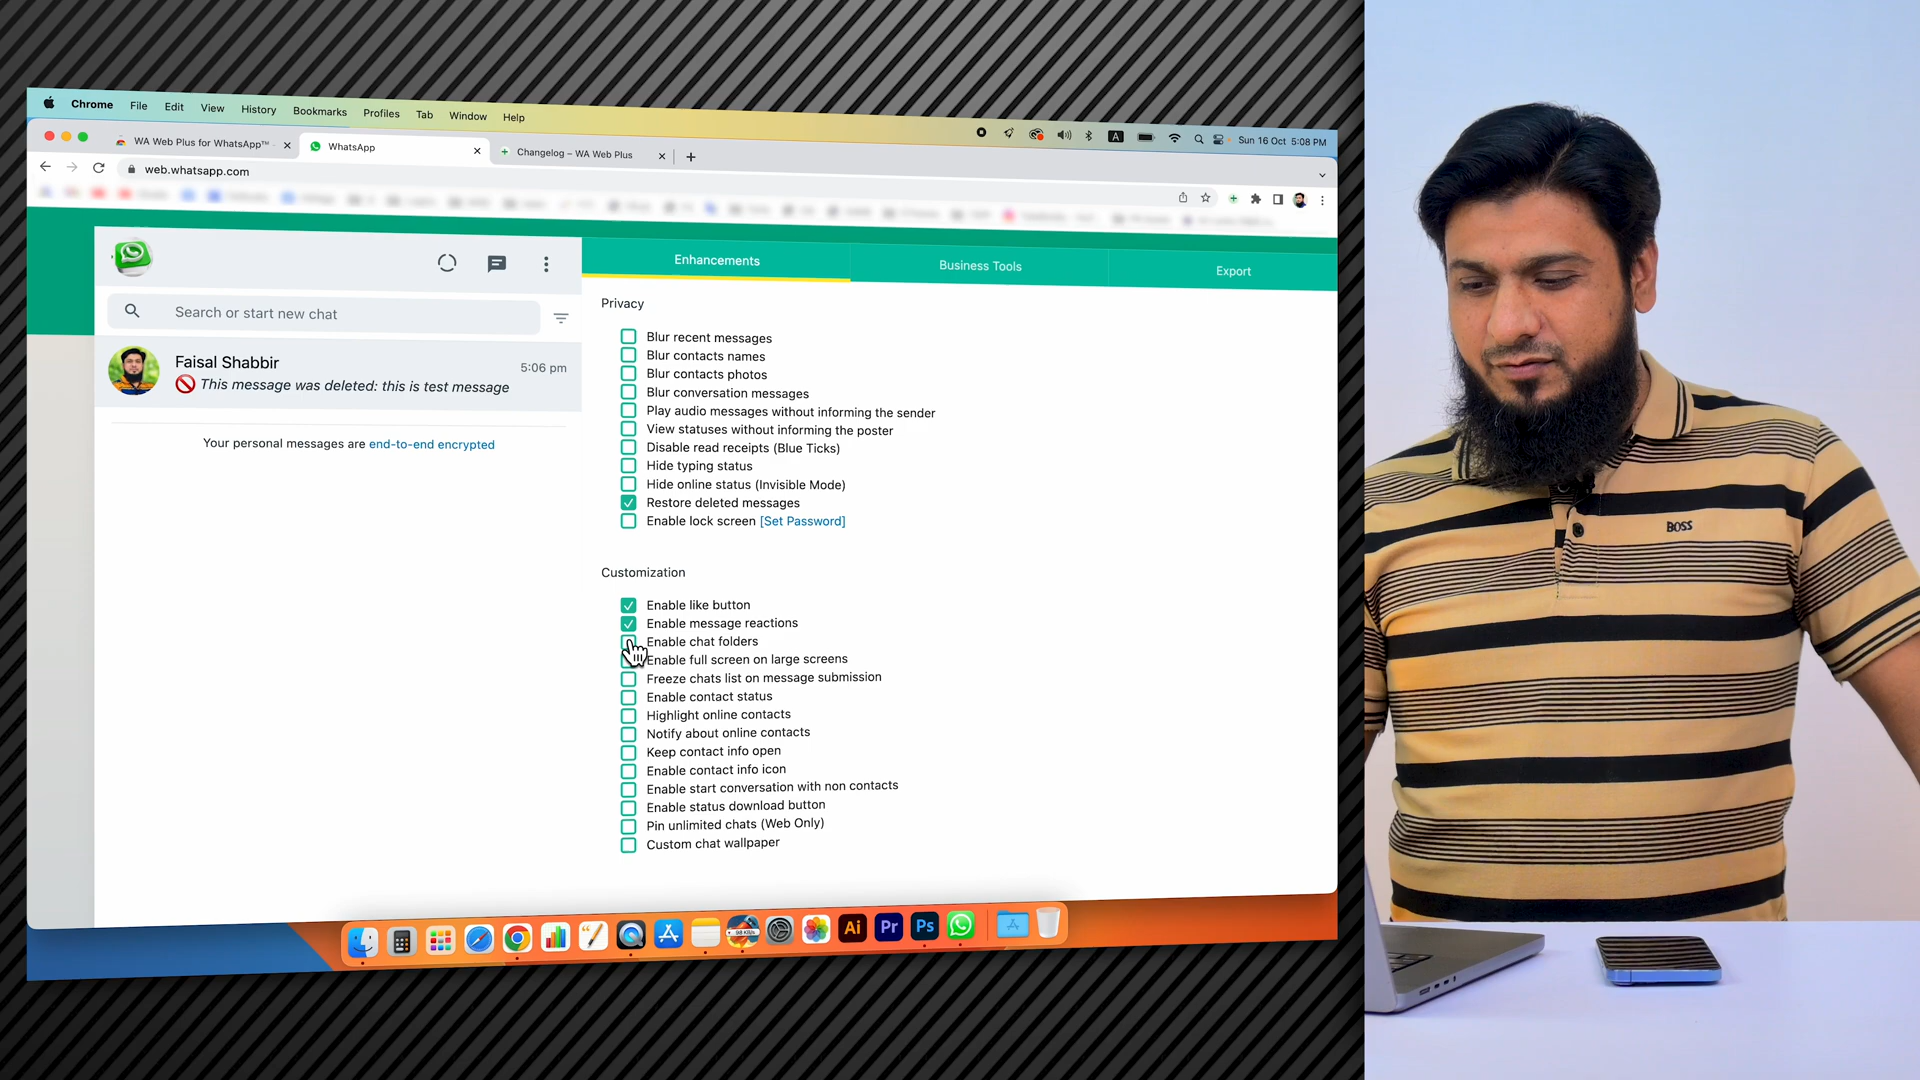 Chrome File Edit View History Bookmarks Profiles Tab Window Help
A Sun 16 Oct 5:08 PM
WA Web Plus for WhatsApp™
WhatsApp
Changelog – WA Web Plus
web.whatsapp.com
Enhancements
Business Tools
Export
Search or start new chat
Faisal Shabbir
5:06 pm
This message was deleted: this is test message
Your personal messages are end-to-end encrypted
Privacy
Blur recent messages
Blur contacts names
Blur contacts photos
Blur conversation messages
Play audio messages without informing the sender
View statuses without informing the poster
Disable read receipts (Blue Ticks)
Hide typing status
Hide online status (Invisible Mode)
Restore deleted messages
Enable lock screen [Set Password]
Customization
Enable like button
Enable message reactions
Enable chat folders
Enable full screen on large screens
Freeze chats list on message submission
Enable contact status
Highlight online contacts
Notify about online contacts
Keep contact info open
Enable contact info icon
Enable start conversation with non contacts
Enable status download button
Pin unlimited chats (Web Only)
Custom chat wallpaper
Ai Pr Ps
BOSS